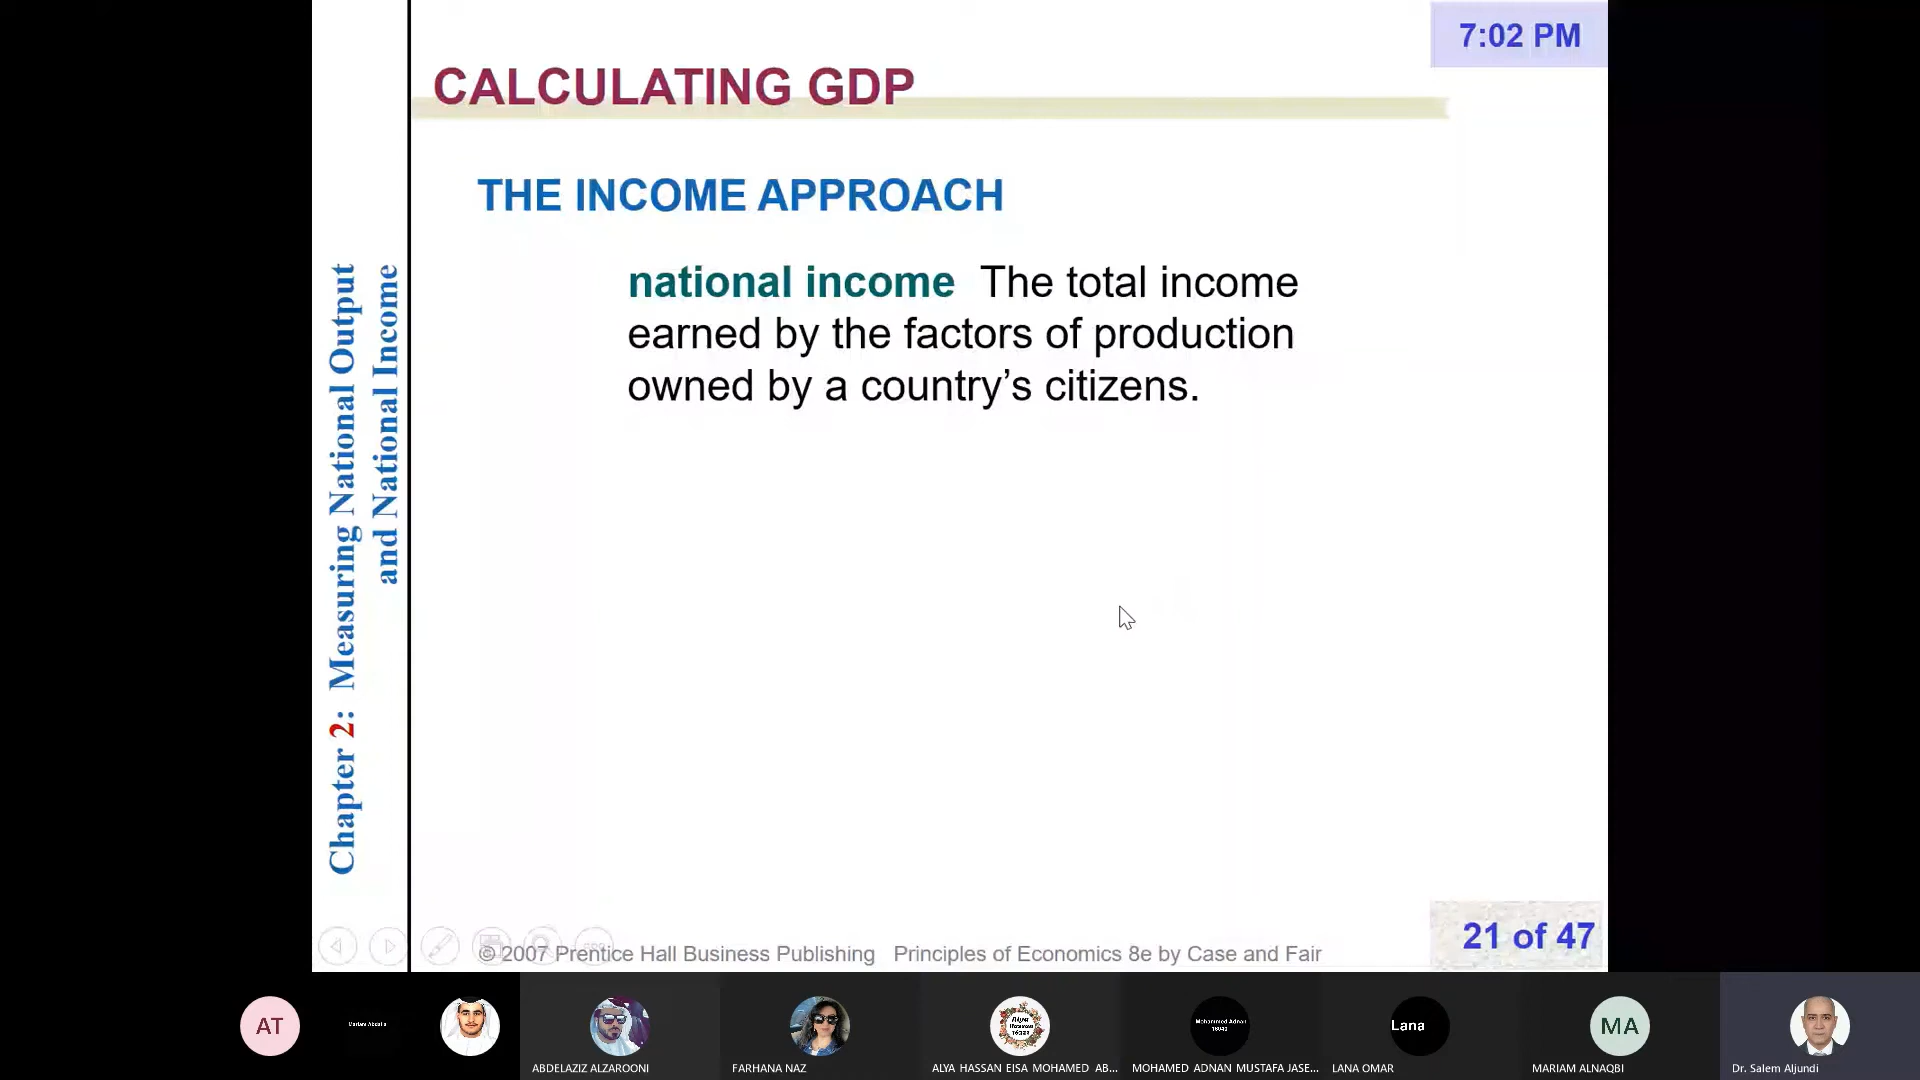 7:02 PM
CALCULATING GDP
THE INCOME APPROACH
national income The total income
earned by the factors of production
owned by a country’s citizens.
Chapter 2: Measuring National Output
and National Income
© 2007 Prentice Hall Business Publishing Principles of Economics 8e by Case and Fair
21 of 47
AT
Lana
MA
Mohammed Adnan
ABDELAZIZ ALZAROONI
FARHANA NAZ
ALYA HASSAN EISA MOHAMED AB...
MOHAMED ADNAN MUSTAFA JASE...
LANA OMAR
MARIAM ALNAQBI
Dr. Salem Aljundi